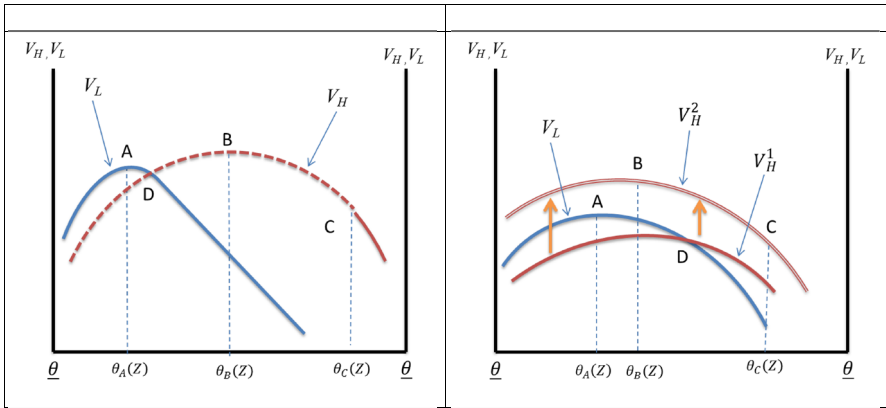 V_H, V_L
V_H, V_L
V_L
V_H
A
B
D
C
θ
θ_A(Z)
θ_B(Z)
θ_C(Z)
θ
V_H, V_L
V_H, V_L
V_L
V_H^2
V_H^1
B
A
C
D
θ
θ_A(Z)
θ_B(Z)
θ_C(Z)
θ